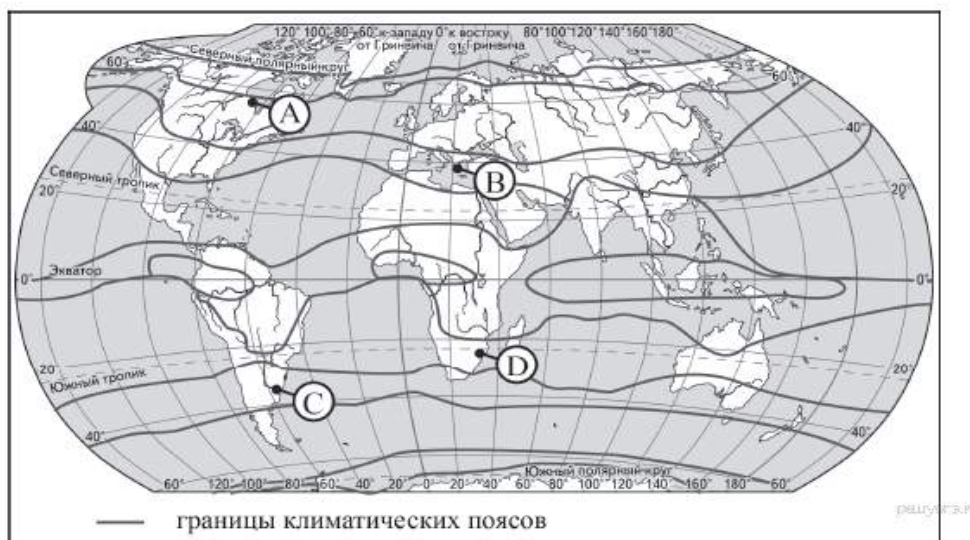 120° 100° 80° 60° к западу 0° к востоку 80° 100° 120° 140° 160° 180°
от Гринвича от Гринвича
Северный полярный круг
60° 60°
A
40° 40°
B
Северный тропик
20° 20°
Экватор
0° 0°
D
20° 20°
Южный тропик
C
40° 40°
Южный полярный круг
60° 120° 100° 80° 60° 40° 20° 0° 20° 40° 60° 80° 100° 120° 140° 160° 180° 60°
границы климатических поясов